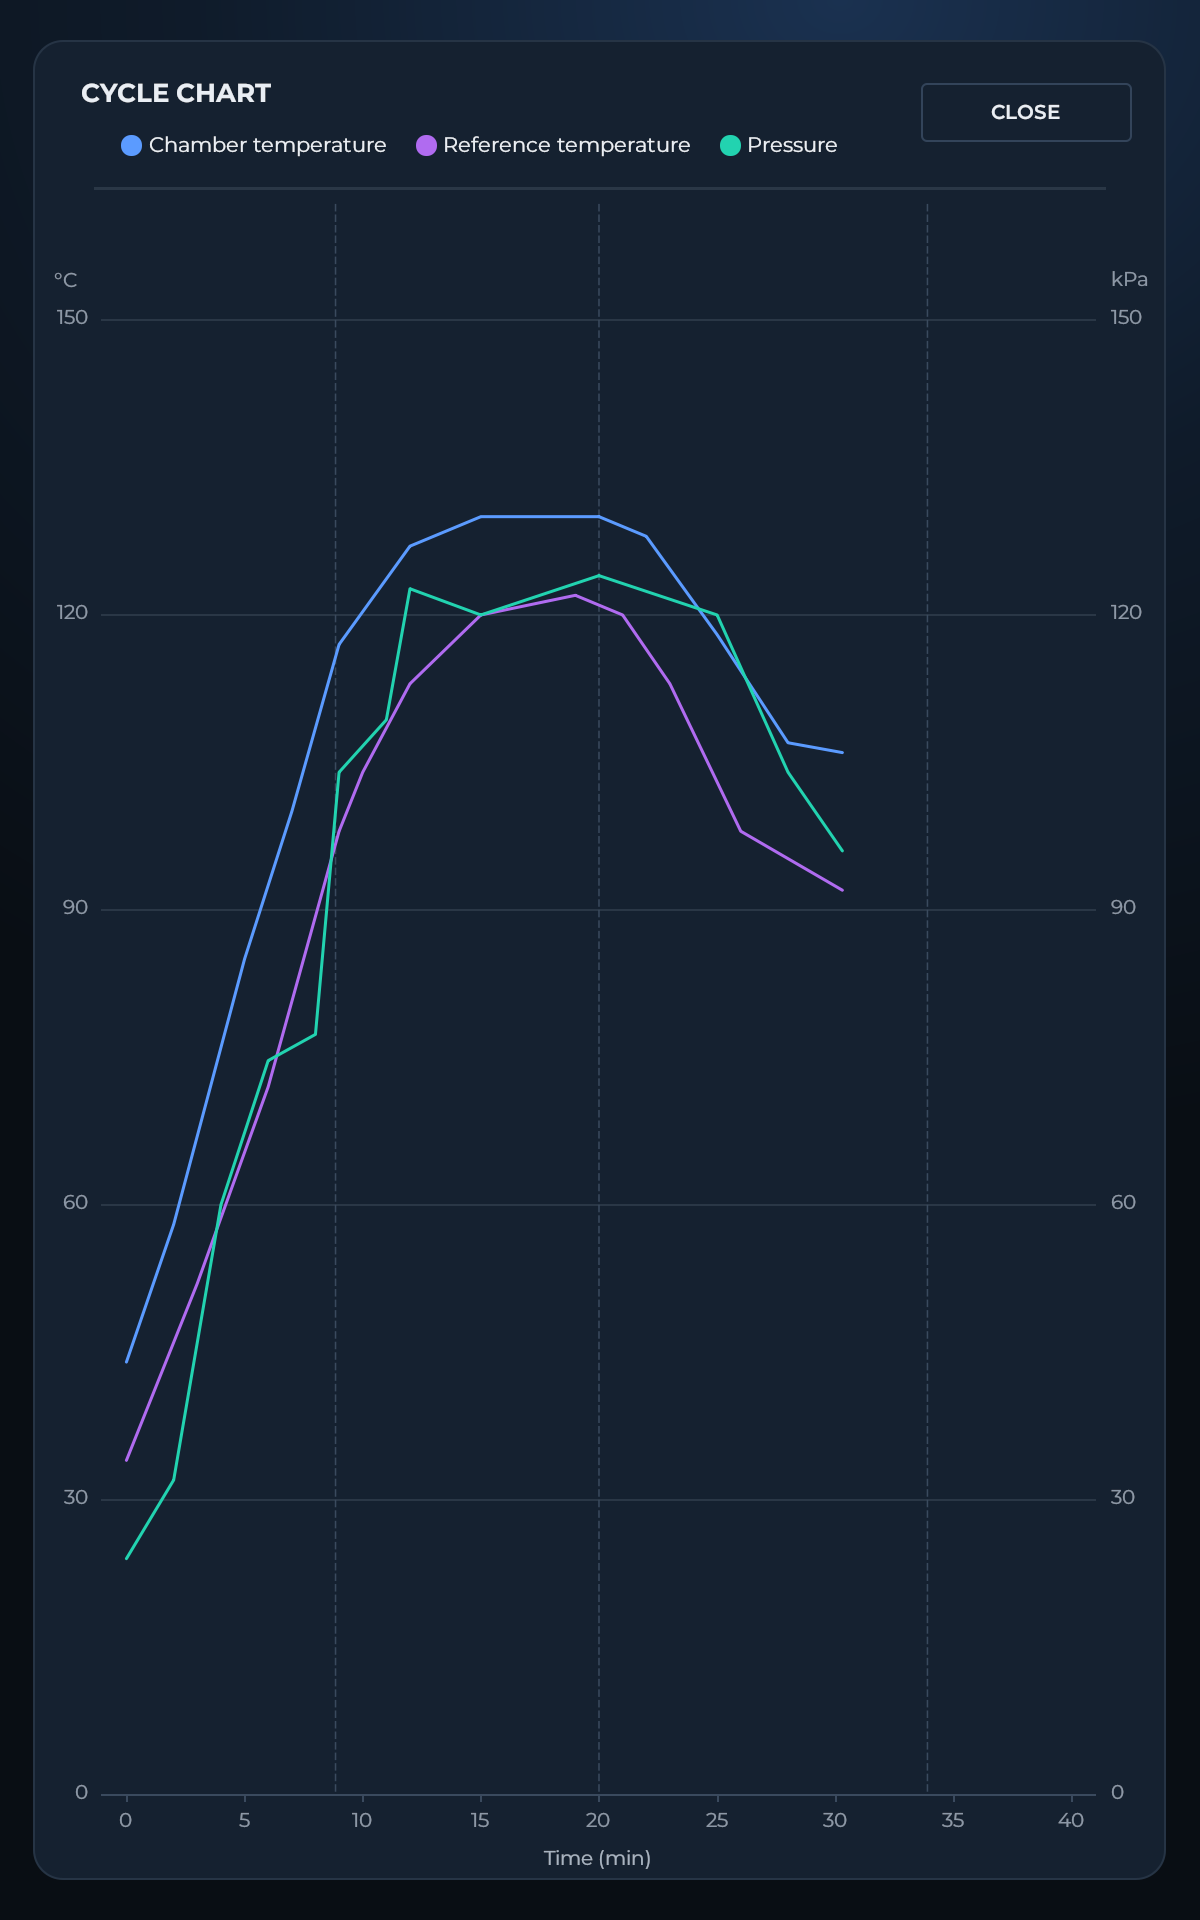 CYCLE CHART
CLOSE
Chamber temperature Reference temperature Pressure
°C kPa
150 150
120 120
90 90
60 60
30 30
0 0
0 5 10 15 20 25 30 35 40
Time (min)